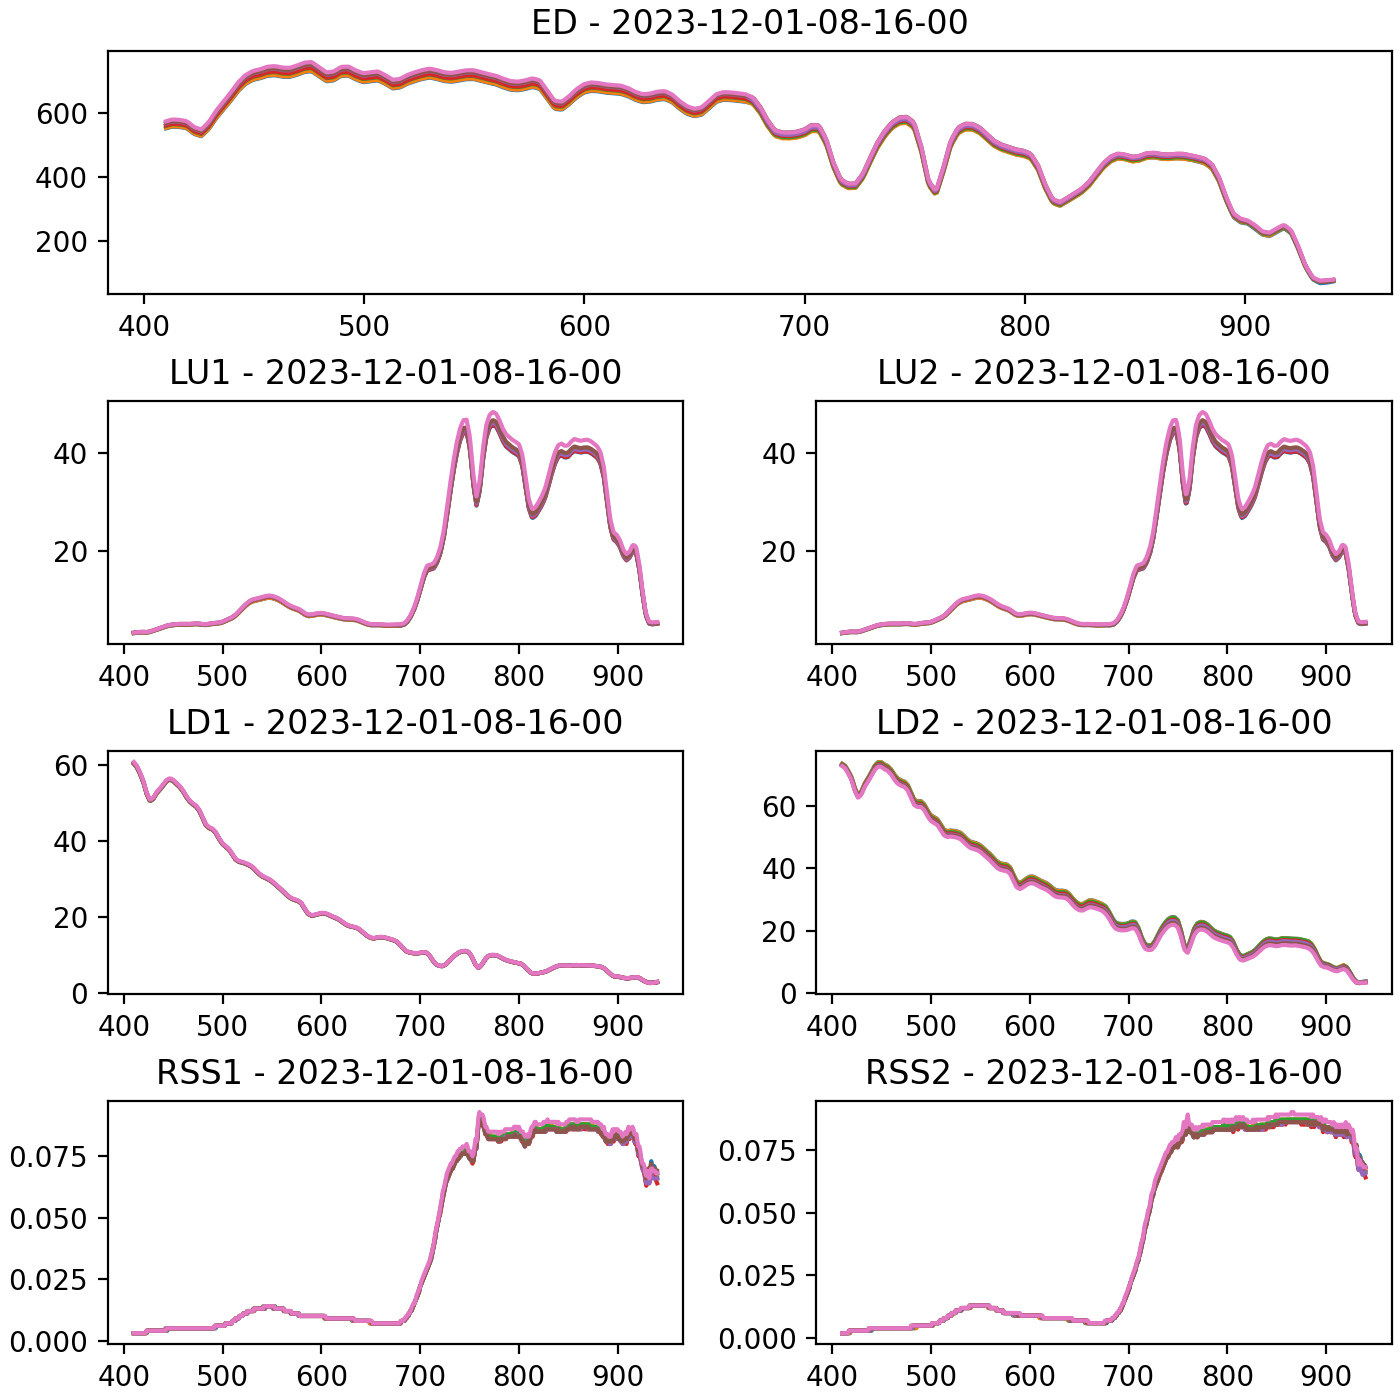 ED - 2023-12-01-08-16-00
600
400
200
400 500 600 700 800 900
LU1 - 2023-12-01-08-16-00
40
20
400 500 600 700 800 900
LU2 - 2023-12-01-08-16-00
40
20
400 500 600 700 800 900
LD1 - 2023-12-01-08-16-00
60
40
20
0
400 500 600 700 800 900
LD2 - 2023-12-01-08-16-00
60
40
20
0
400 500 600 700 800 900
RSS1 - 2023-12-01-08-16-00
0.075
0.050
0.025
0.000
400 500 600 700 800 900
RSS2 - 2023-12-01-08-16-00
0.075
0.050
0.025
0.000
400 500 600 700 800 900